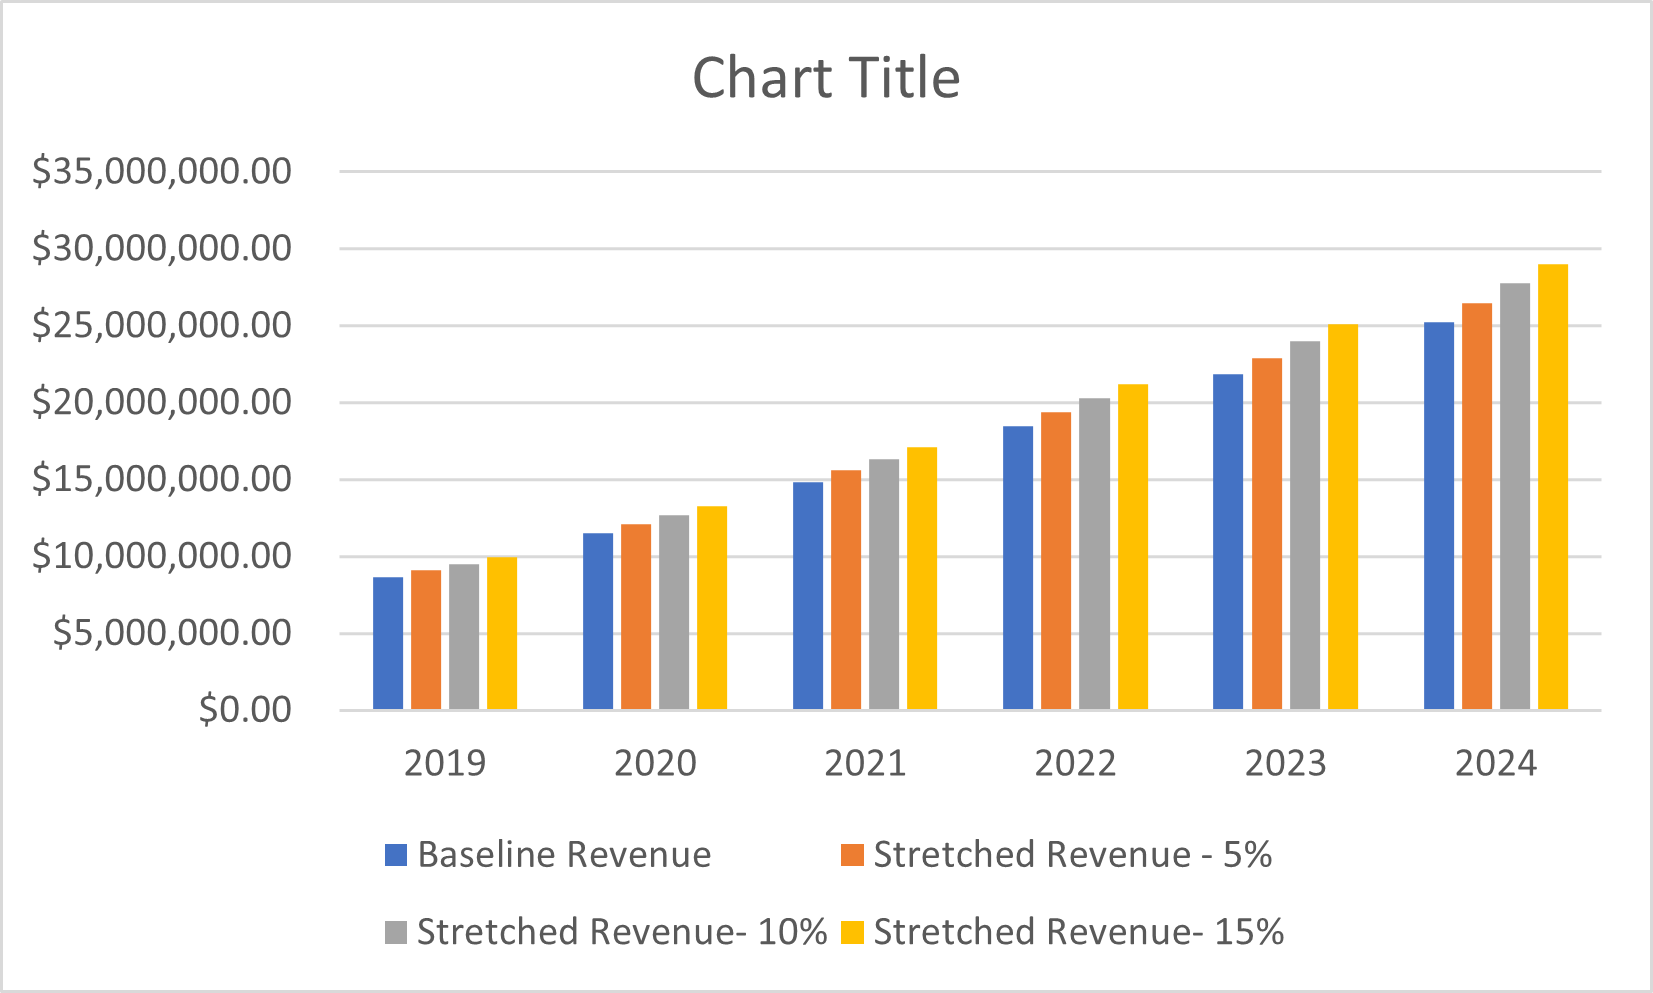 Chart Title
$35,000,000.00
$30,000,000.00
$25,000,000.00
$20,000,000.00
$15,000,000.00
$10,000,000.00
$5,000,000.00
$0.00
2019 2020 2021 2022 2023 2024
Baseline Revenue Stretched Revenue - 5%
Stretched Revenue- 10% Stretched Revenue- 15%